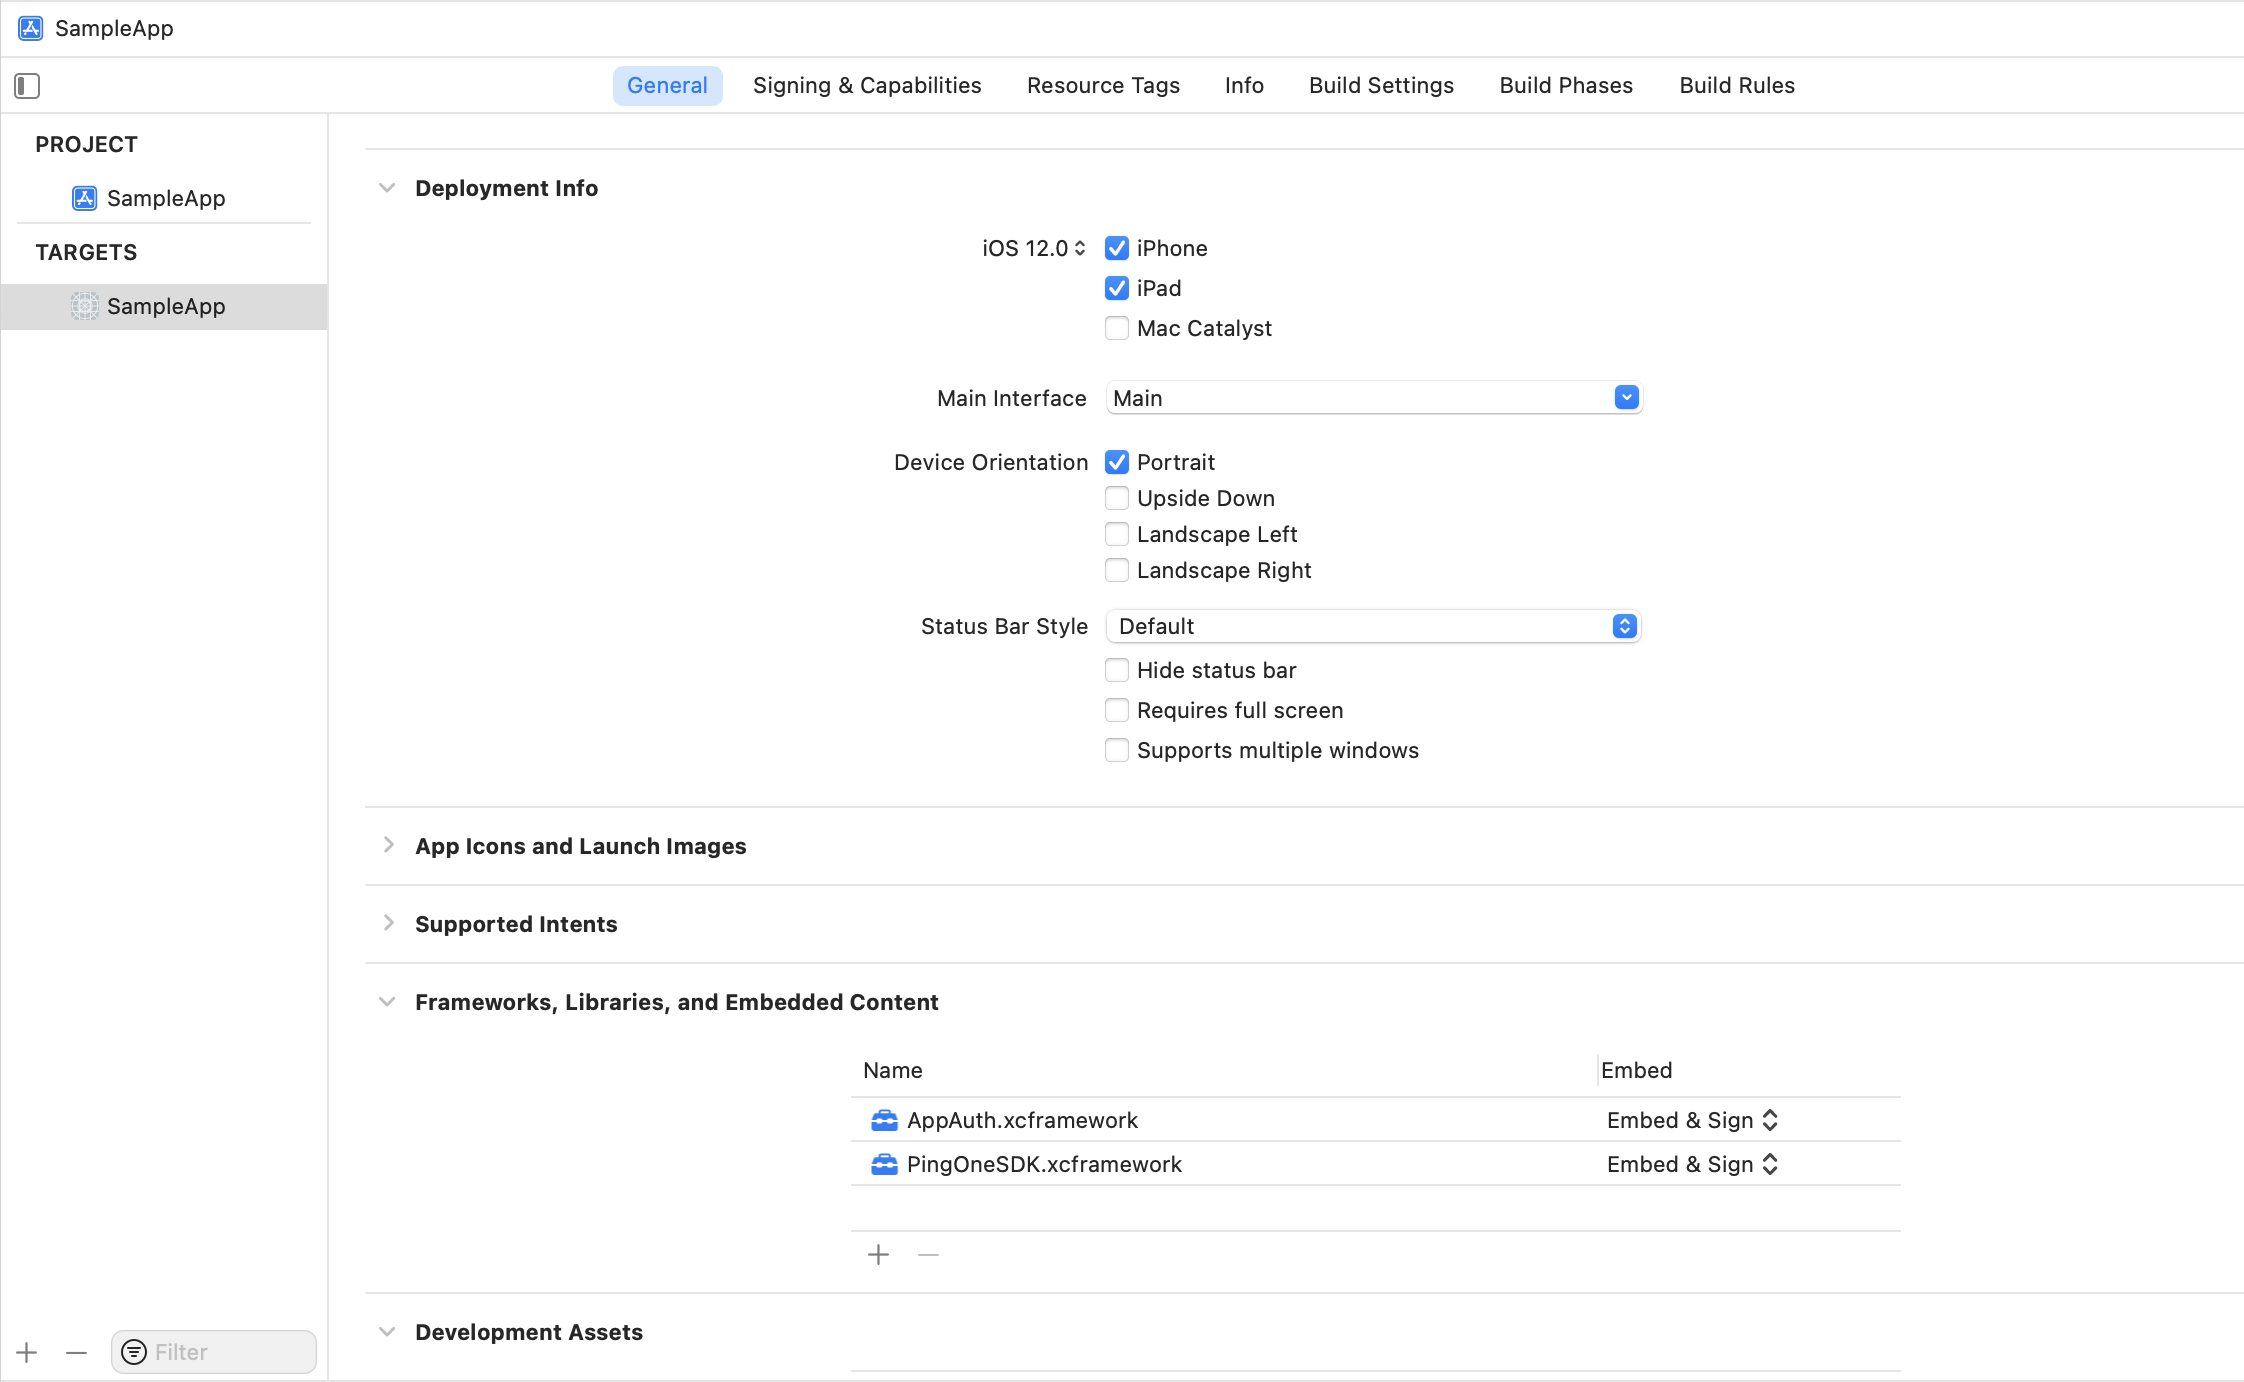 SampleApp
General Signing & Capabilities Resource Tags Info Build Settings Build Phases Build Rules
PROJECT
SampleApp
TARGETS
SampleApp
Deployment Info
iOS 12.0 iPhone
iPad
Mac Catalyst
Main Interface Main
Device Orientation Portrait
Upside Down
Landscape Left
Landscape Right
Status Bar Style Default
Hide status bar
Requires full screen
Supports multiple windows
App Icons and Launch Images
Supported Intents
Frameworks, Libraries, and Embedded Content
Name Embed
AppAuth.xcframework Embed & Sign
PingOneSDK.xcframework Embed & Sign
Development Assets
Filter